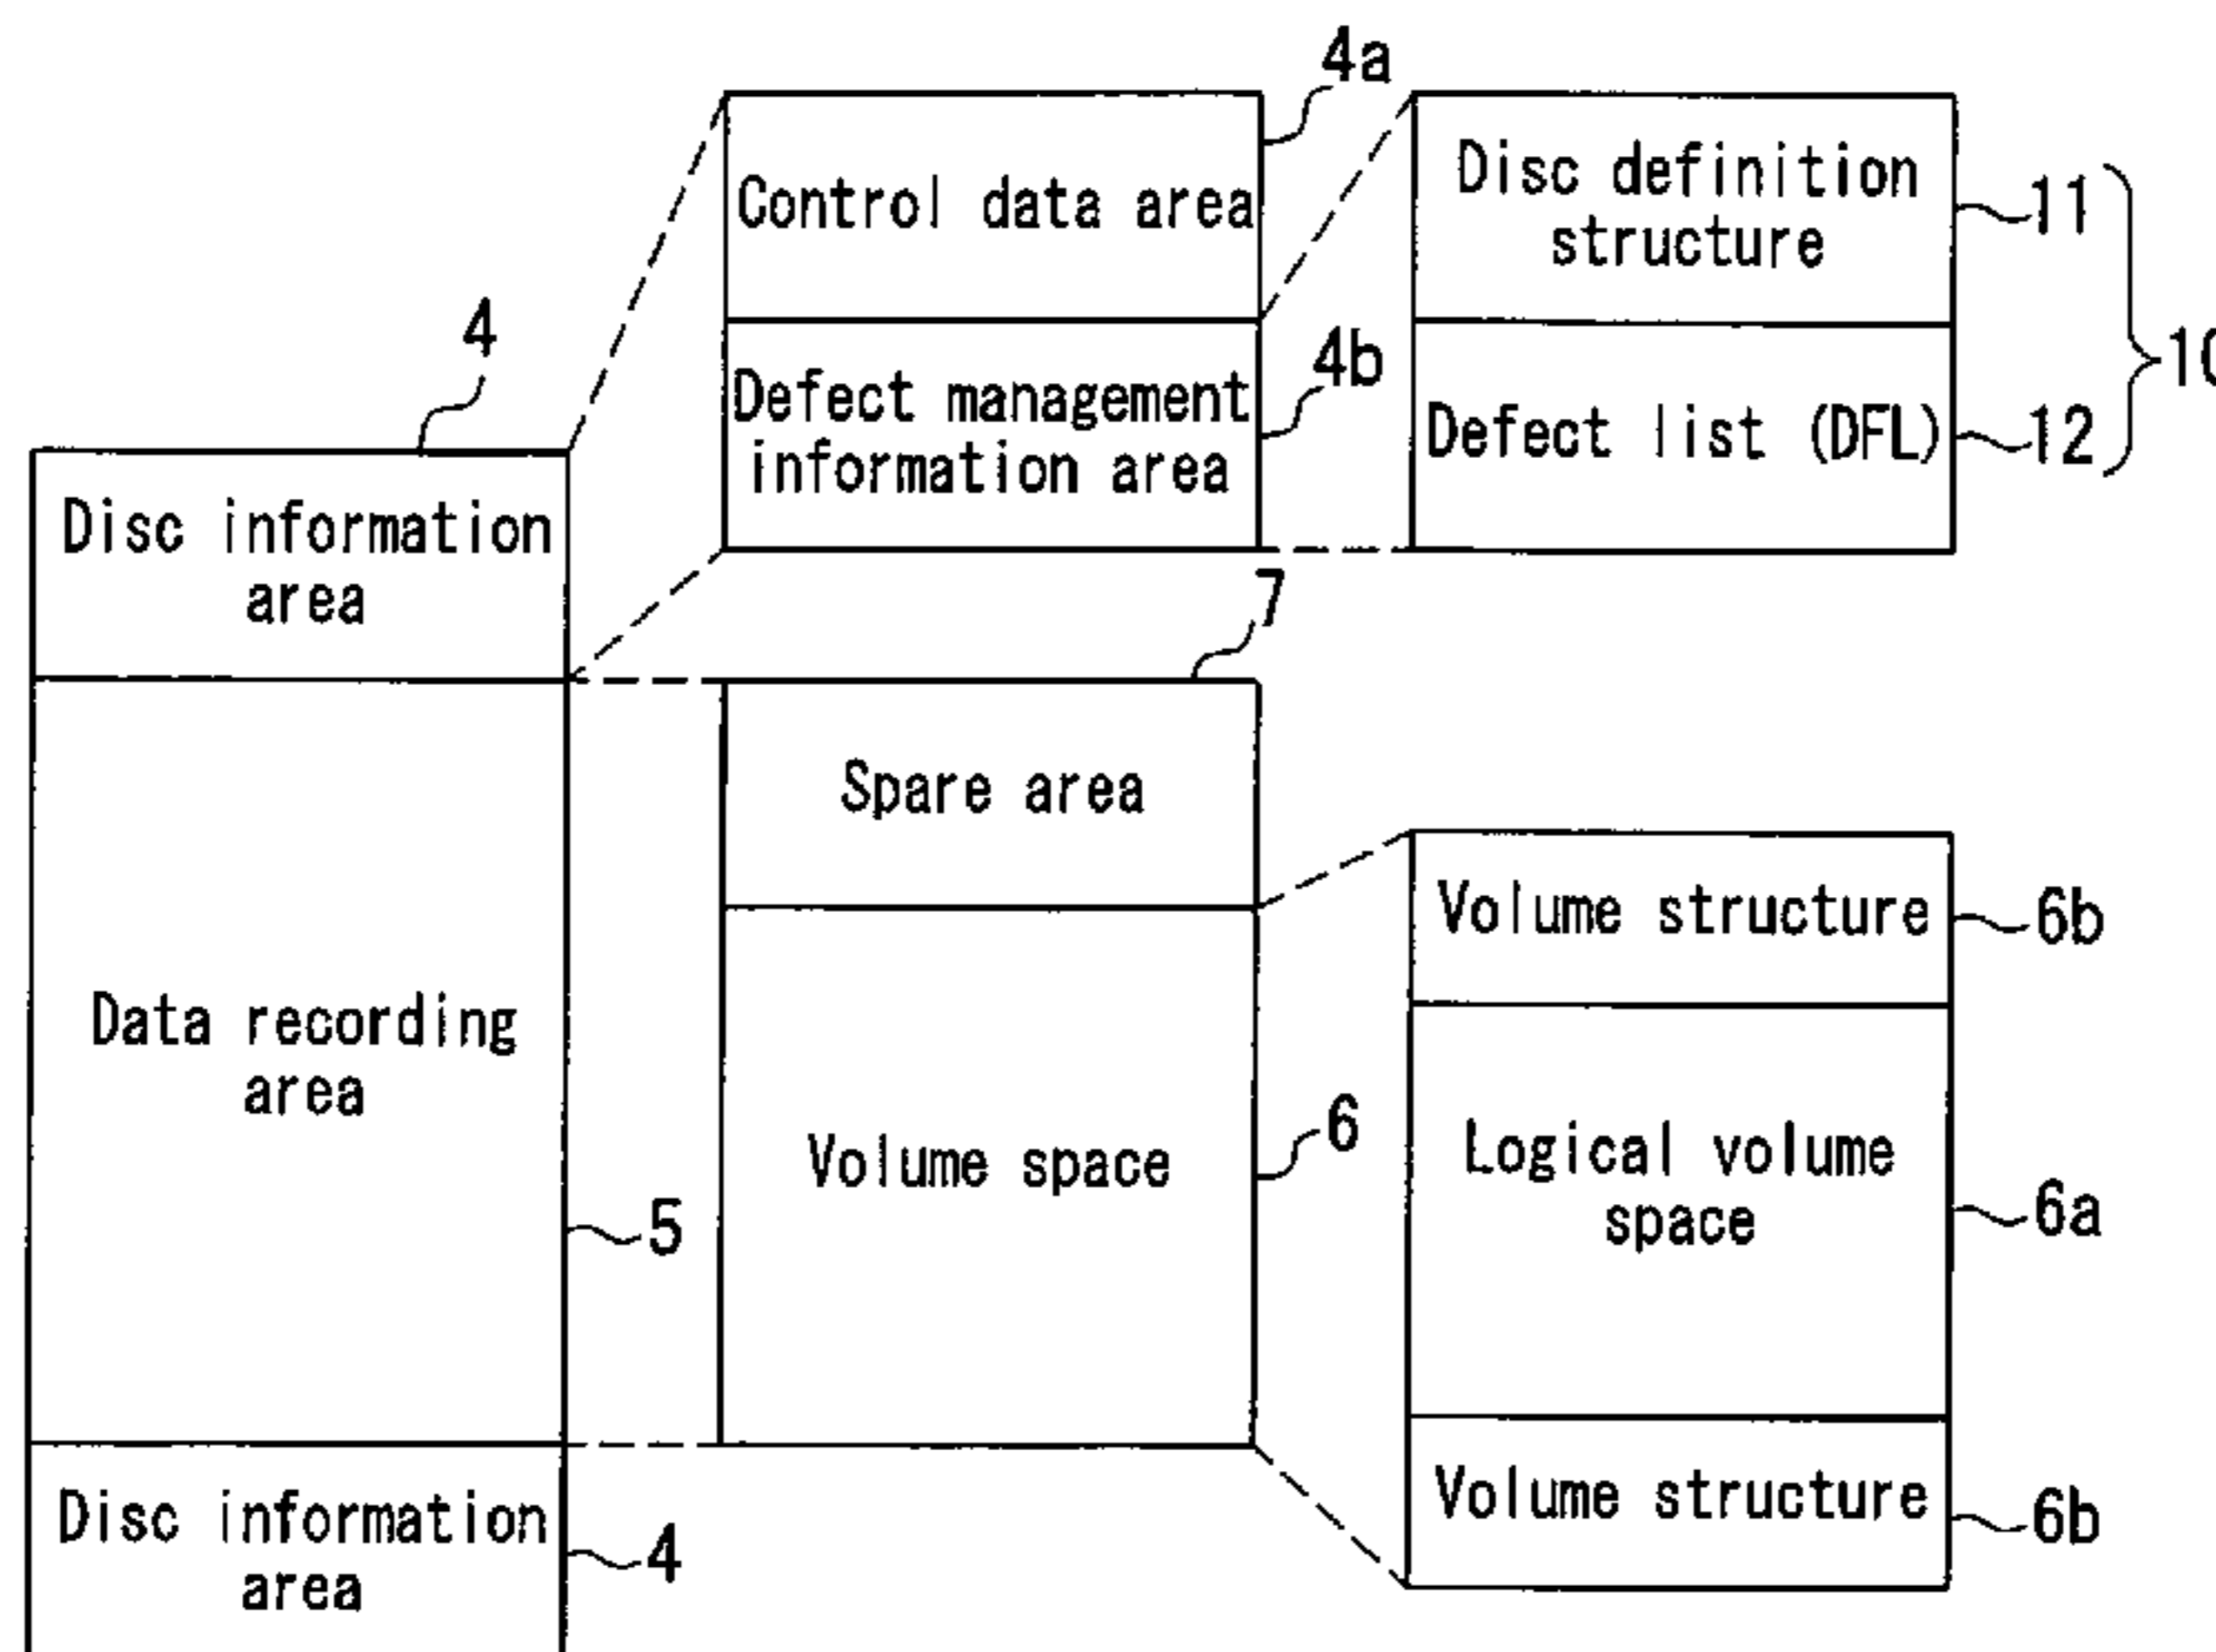 4
Disc information
area
Data recording
area
5
Disc information
area
4
4a
Control data area
Defect management
information area
4b
7
Spare area
Volume space
6
Disc definition
structure
11
Defect list (DFL)
12
10
Volume structure
6b
Logical volume
space
6a
Volume structure
6b